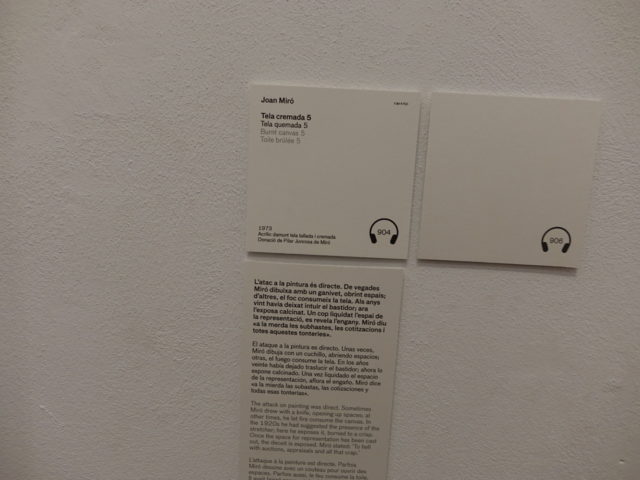 Joan Miró
Tela cremada 5
Tela quemada 5
Burnt canvas 5
Toile brûlée 5
1973
Acrílic damunt tela tallada i cremada
Donació de Pilar Juncosa de Miró
904
906
L'atac a la pintura és directe. De vegades
Miró dibuixa amb un ganivet, obrint espais;
d'altres, el foc consumeix la tela. Als anys
vint havia deixat intuir el bastidor; ara
l'exposa calcinat. Un cop liquidat l'espai de
la representació, es revela l'engany. Miró diu
«a la merda les subhastes, les cotitzacions i
totes aquestes tonteries».
El ataque a la pintura es directo. Unas veces,
Miró dibuja con un cuchillo, abriendo espacios;
otras, el fuego consume la tela. En los años
veinte había dejado traslucir el bastidor; ahora lo
expone calcinado. Una vez liquidado el espacio
de la representación, aflora el engaño. Miró dice
«a la mierda las subastas, las cotizaciones y
todas esas tonterías».
The attack on painting was direct. Sometimes
Miró drew with a knife, opening up spaces; at
other times, he let fire consume the canvas. In
the 1920s he had suggested the presence of the
stretcher; here he exposes it, burned to a crisp.
Once the space for representation has been cast
out, the deceit is exposed. Miró stated: 'To hell
with auctions, appraisals and all that crap.'
L'attaque à la peinture est directe. Parfois
Miró dessine avec un couteau pour ouvrir des
espaces. Parfois aussi, le feu consume la toile.